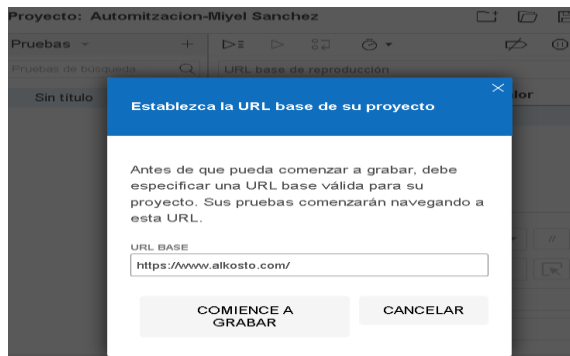 Proyecto: Automitzacion-Miyel Sanchez
Pruebas
Pruebas de búsqueda
URL base de reproducción
Sin título
lor
Establezca la URL base de su proyecto
Antes de que pueda comenzar a grabar, debe
especificar una URL base válida para su
proyecto. Sus pruebas comenzarán navegando a
esta URL.
URL BASE
https://www.alkosto.com/
COMIENCE A
GRABAR
CANCELAR
//